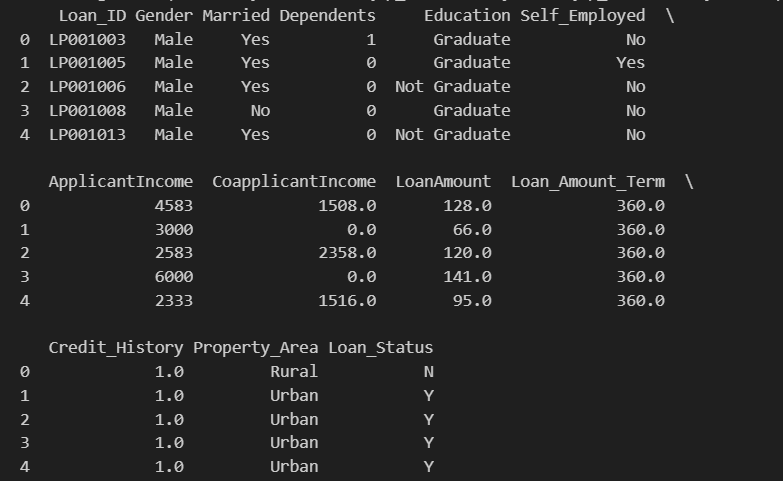 Loan_ID Gender Married Dependents Education Self_Employed \
0 LP001003 Male Yes 1 Graduate No
1 LP001005 Male Yes 0 Graduate Yes
2 LP001006 Male Yes 0 Not Graduate No
3 LP001008 Male No 0 Graduate No
4 LP001013 Male Yes 0 Not Graduate No
ApplicantIncome CoapplicantIncome LoanAmount Loan_Amount_Term \
0 4583 1508.0 128.0 360.0
1 3000 0.0 66.0 360.0
2 2583 2358.0 120.0 360.0
3 6000 0.0 141.0 360.0
4 2333 1516.0 95.0 360.0
Credit_History Property_Area Loan_Status
0 1.0 Rural N
1 1.0 Urban Y
2 1.0 Urban Y
3 1.0 Urban Y
4 1.0 Urban Y